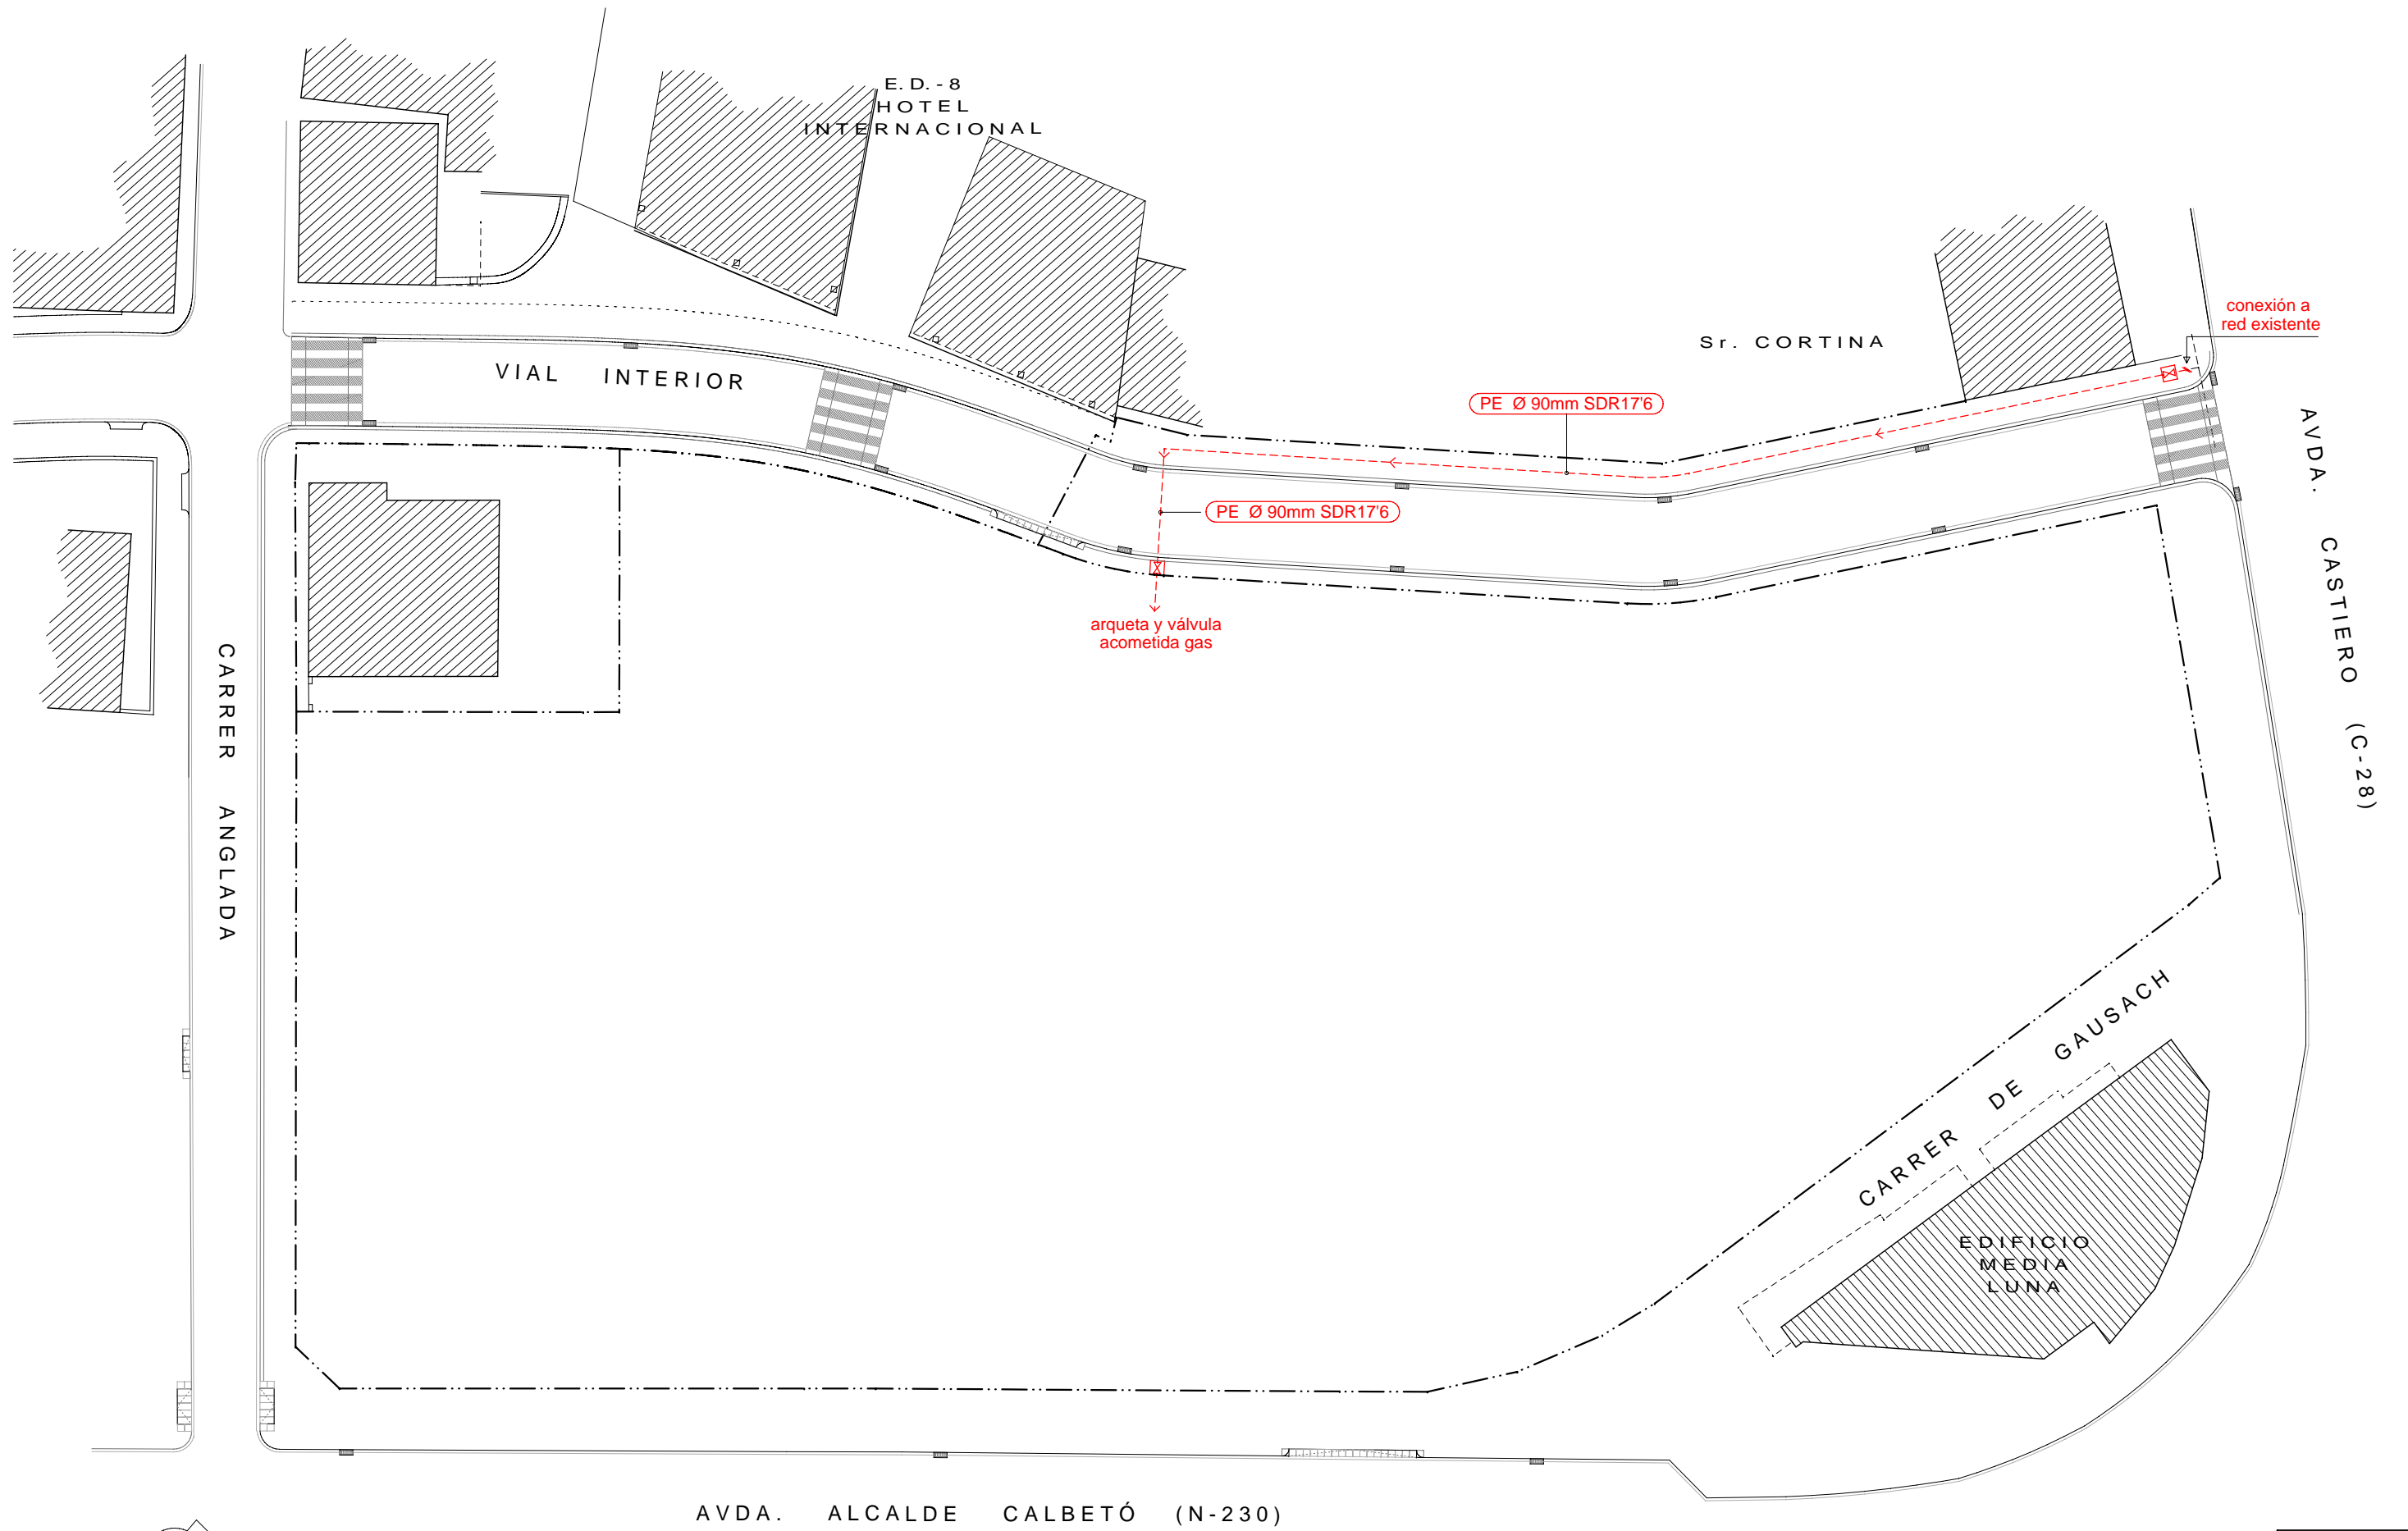 E.D.-8
HOTEL
INTERNACIONAL
conexión a
red existente
Sr. CORTINA
VIAL INTERIOR
PE Ø 90mm SDR17'6
PE Ø 90mm SDR17'6
arqueta y válvula
acometida gas
AVDA. CASTIERO (C-28)
CARRER ANGLADA
CARRER DE GAUSACH
EDIFICIO
MEDIA
LUNA
AVDA. ALCALDE CALBETÓ (N-230)